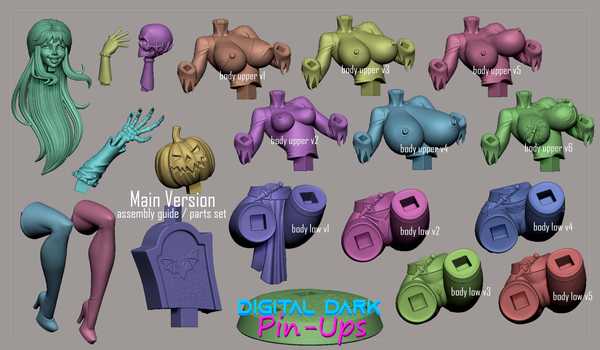 body upper v1
body upper v3
body upper v5
body upper v2
body upper v4
body upper v6
Main Version
assembly guide / parts set
body low v1
body low v2
body low v4
body low v3
body low v5
DIGITAL DARK
Pin-Ups